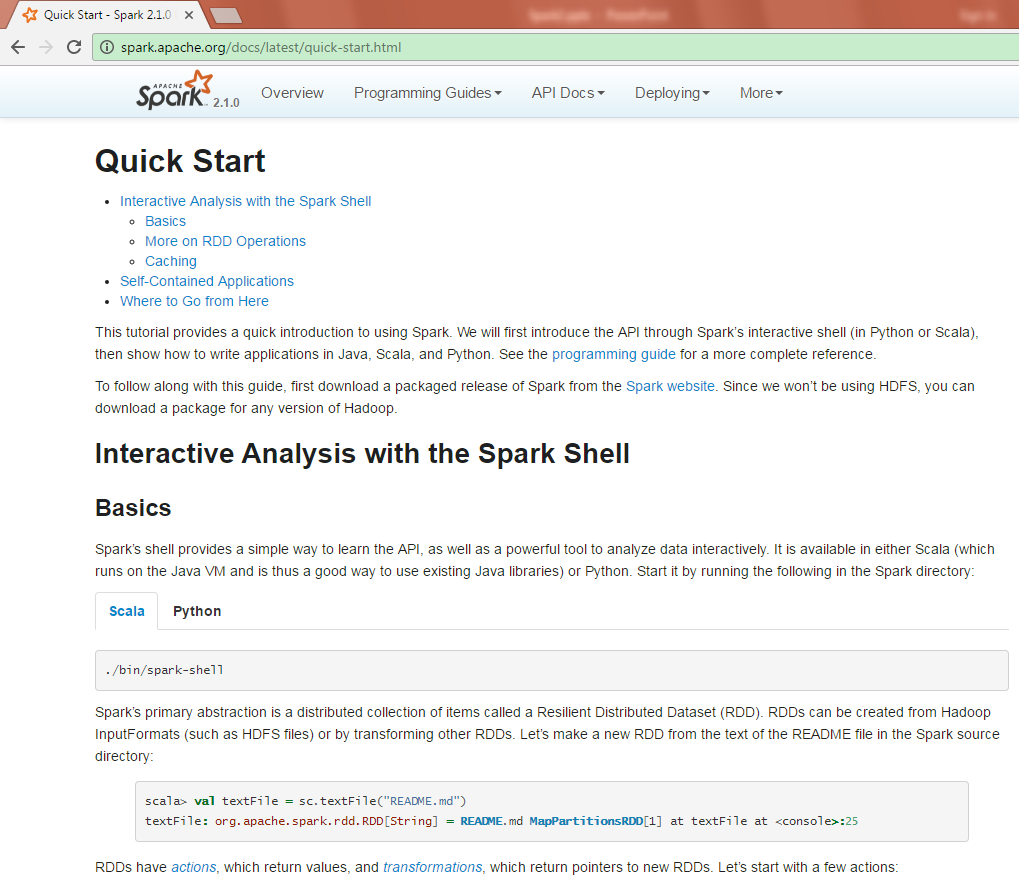 Quick Start - Spark 2.1.0
spark.apache.org/docs/latest/quick-start.html
APACHE
Spark™ 2.1.0
Overview
Programming Guides
API Docs
Deploying
More
Quick Start
Interactive Analysis with the Spark Shell
Basics
More on RDD Operations
Caching
Self-Contained Applications
Where to Go from Here
This tutorial provides a quick introduction to using Spark. We will first introduce the API through Spark’s interactive shell (in Python or Scala),
then show how to write applications in Java, Scala, and Python. See the programming guide for a more complete reference.
To follow along with this guide, first download a packaged release of Spark from the Spark website. Since we won’t be using HDFS, you can
download a package for any version of Hadoop.
Interactive Analysis with the Spark Shell
Basics
Spark’s shell provides a simple way to learn the API, as well as a powerful tool to analyze data interactively. It is available in either Scala (which
runs on the Java VM and is thus a good way to use existing Java libraries) or Python. Start it by running the following in the Spark directory:
Scala
Python
./bin/spark-shell
Spark’s primary abstraction is a distributed collection of items called a Resilient Distributed Dataset (RDD). RDDs can be created from Hadoop
InputFormats (such as HDFS files) or by transforming other RDDs. Let’s make a new RDD from the text of the README file in the Spark source
directory:
scala> val textFile = sc.textFile("README.md")
textFile: org.apache.spark.rdd.RDD[String] = README.md MapPartitionsRDD[1] at textFile at <console>:25
RDDs have actions, which return values, and transformations, which return pointers to new RDDs. Let’s start with a few actions: